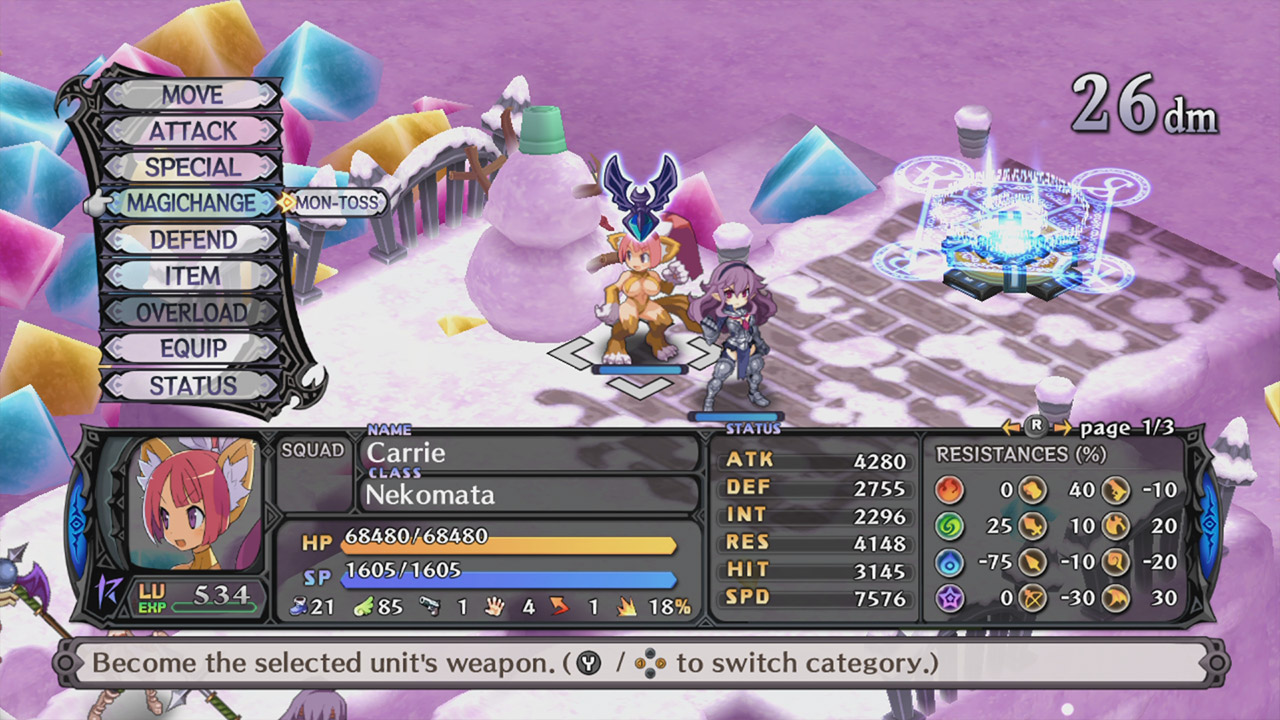 MOVE
ATTACK
SPECIAL
MAGICHANGE
MON-TOSS
DEFEND
ITEM
OVERLOAD
EQUIP
STATUS
26 dm
R page 1/3
SQUAD
NAME
Carrie
CLASS
Nekomata
LV 534
EXP
HP 68480/68480
SP 1605/1605
21 85 1 4 1 18%
STATUS
ATK 4280
DEF 2755
INT 2296
RES 4148
HIT 3145
SPD 7576
RESISTANCES (%)
0 40 -10
25 10 20
-75 -10 -20
0 -30 30
Become the selected unit's weapon. (Y / to switch category.)